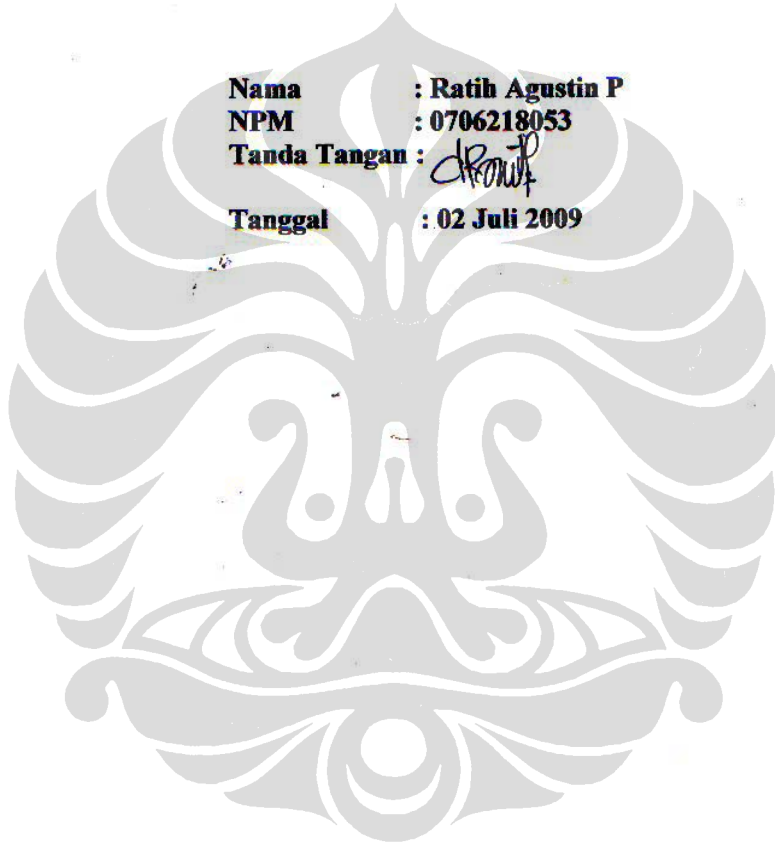 Nama : Ratih Agustin P
NPM : 0706218053
Tanda Tangan :
Tanggal : 02 Juli 2009